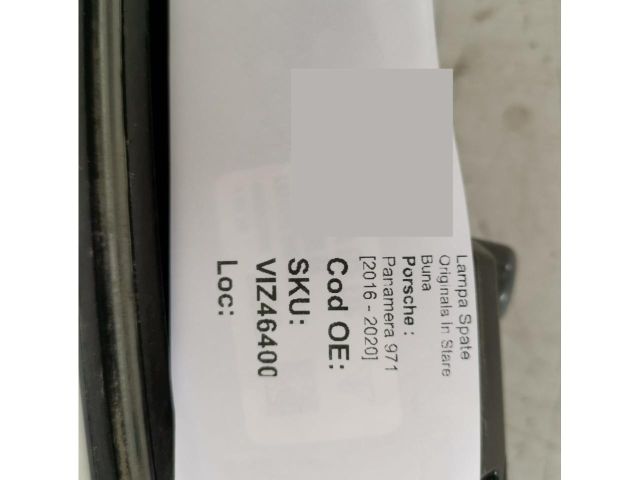 Lampa Spate
Originala In Stare
Buna
Porsche :
Panamera 971
[2016 - 2020]
Cod OE:
SKU:
VIZ46400
Loc: